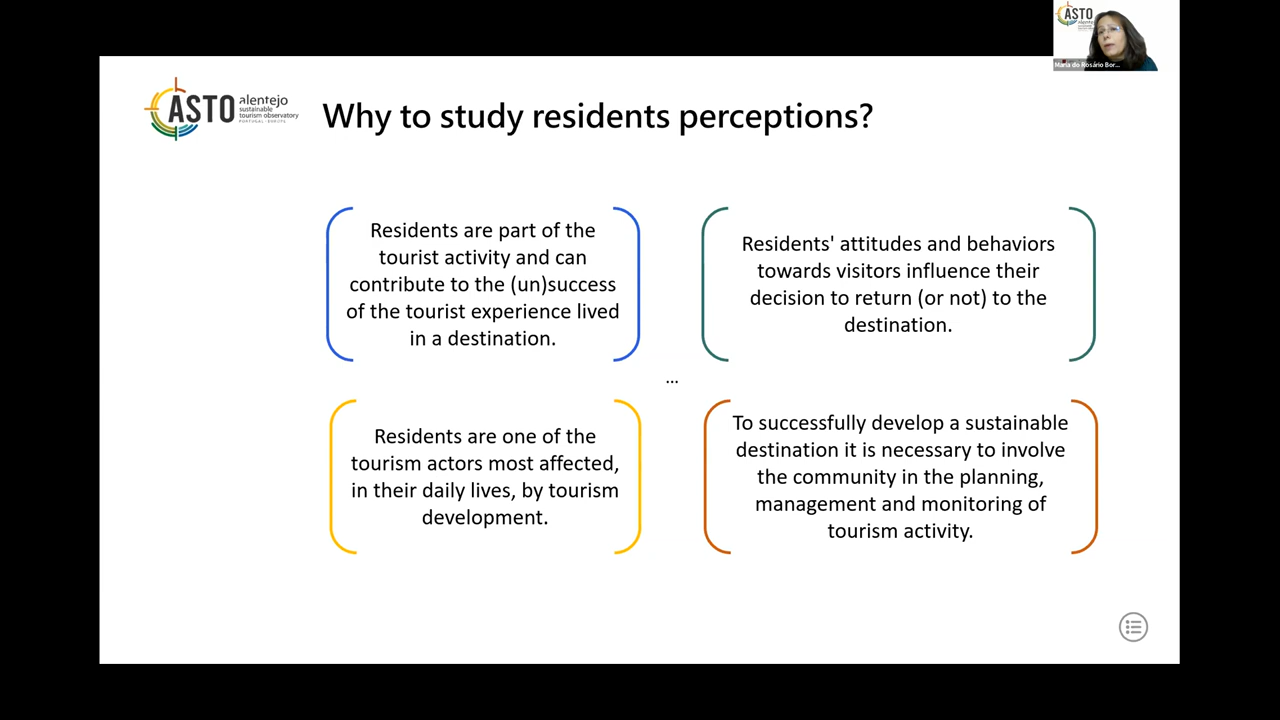 ASTO
Maria do Rosário Bor...
ASTO alentejo
sustainable
tourism observatory
PORTUGAL - EUROPE
Why to study residents perceptions?
Residents are part of the
tourist activity and can
contribute to the (un)success
of the tourist experience lived
in a destination.
Residents' attitudes and behaviors
towards visitors influence their
decision to return (or not) to the
destination.
...
Residents are one of the
tourism actors most affected,
in their daily lives, by tourism
development.
To successfully develop a sustainable
destination it is necessary to involve
the community in the planning,
management and monitoring of
tourism activity.